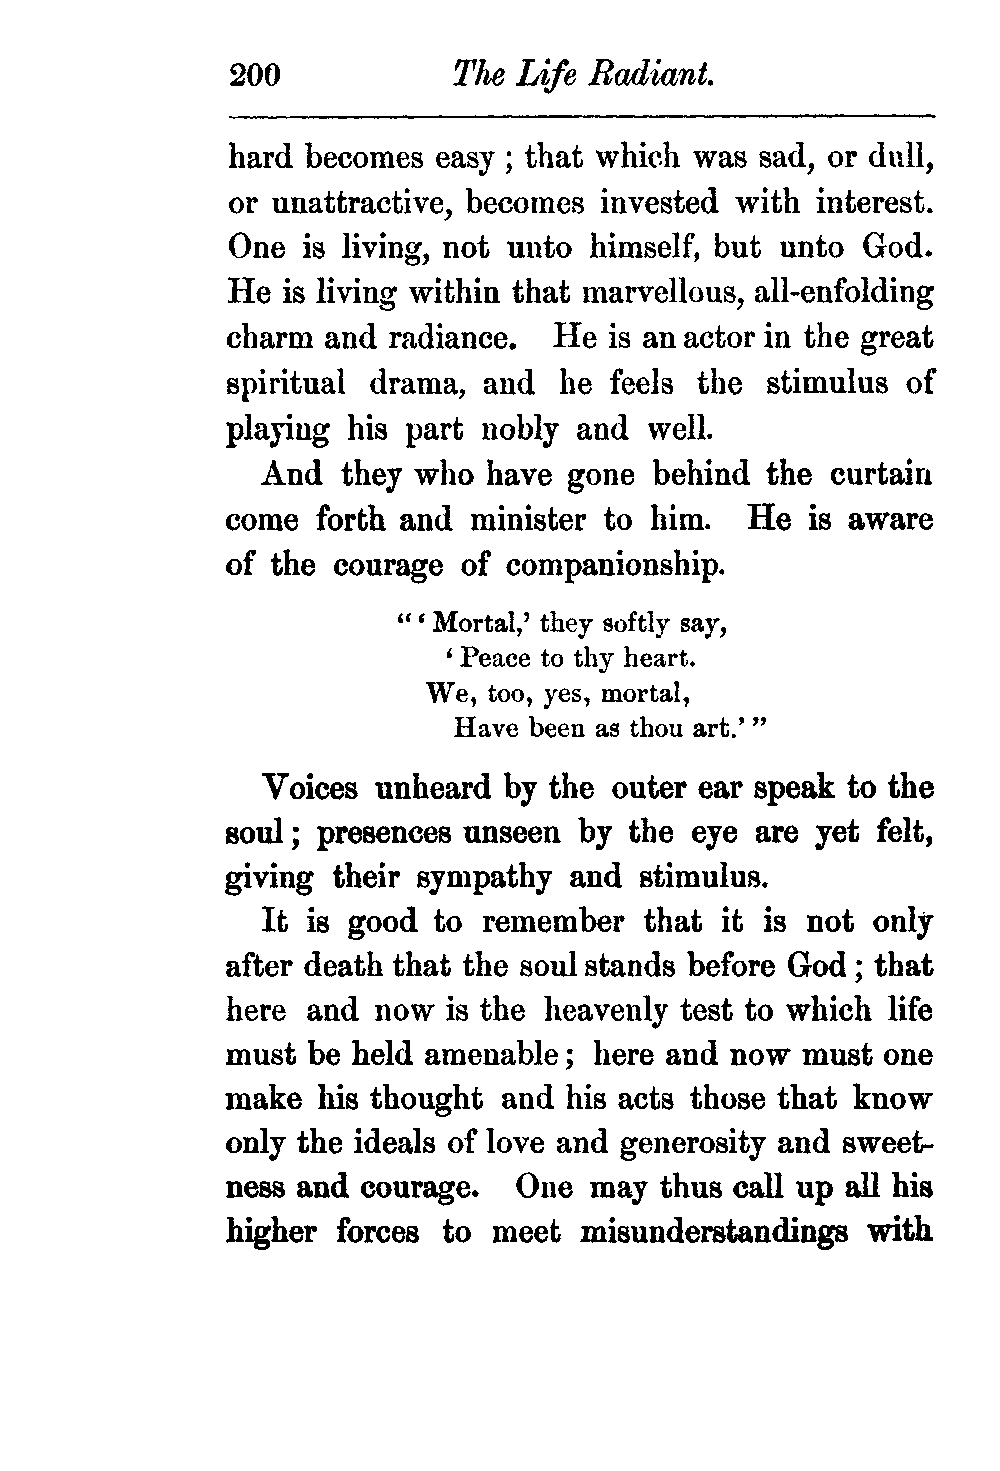 200 The Life Radiant.
hard becomes easy ; that which was sad, or dull,
or unattractive, becomes invested with interest.
One is living, not unto himself, but unto God.
He is living within that marvellous, all-enfolding
charm and radiance. He is an actor in the great
spiritual drama, and he feels the stimulus of
playing his part nobly and well.
And they who have gone behind the curtain
come forth and minister to him. He is aware
of the courage of companionship.
“ ‘ Mortal,’ they softly say,
‘ Peace to thy heart.
We, too, yes, mortal,
Have been as thou art.’ ”
Voices unheard by the outer ear speak to the
soul ; presences unseen by the eye are yet felt,
giving their sympathy and stimulus.
It is good to remember that it is not only
after death that the soul stands before God ; that
here and now is the heavenly test to which life
must be held amenable ; here and now must one
make his thought and his acts those that know
only the ideals of love and generosity and sweet-
ness and courage. One may thus call up all his
higher forces to meet misunderstandings with